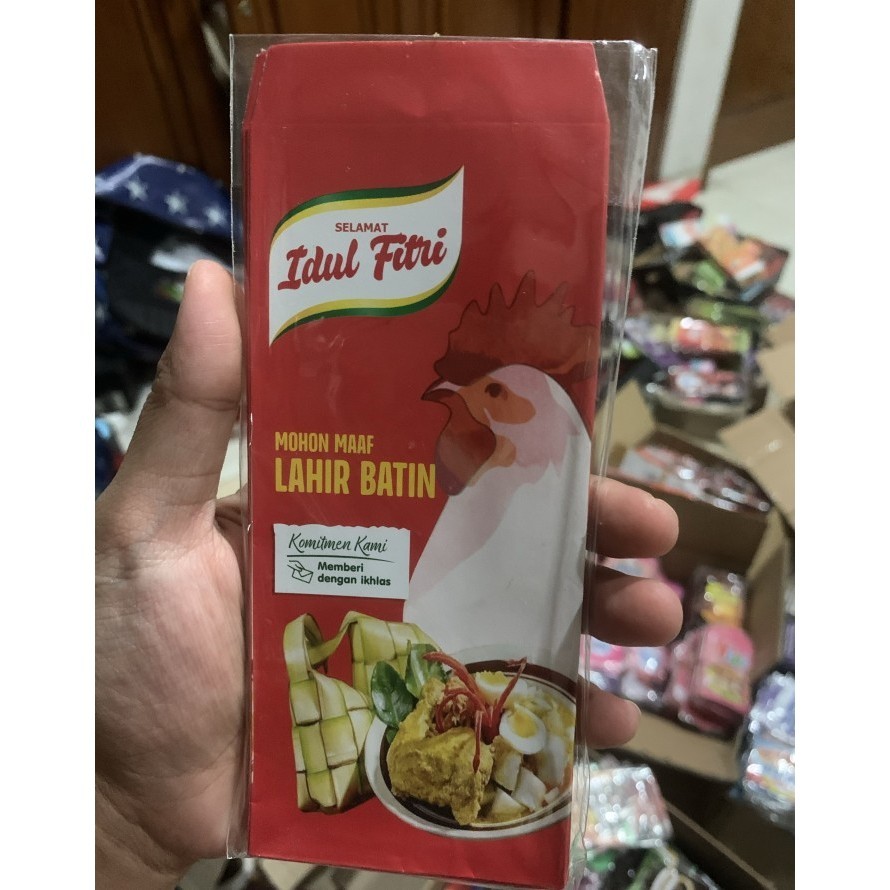 SELAMAT
Idul Fitri
MOHON MAAF
LAHIR BATIN
Komitmen Kami
Memberi
dengan ikhlas